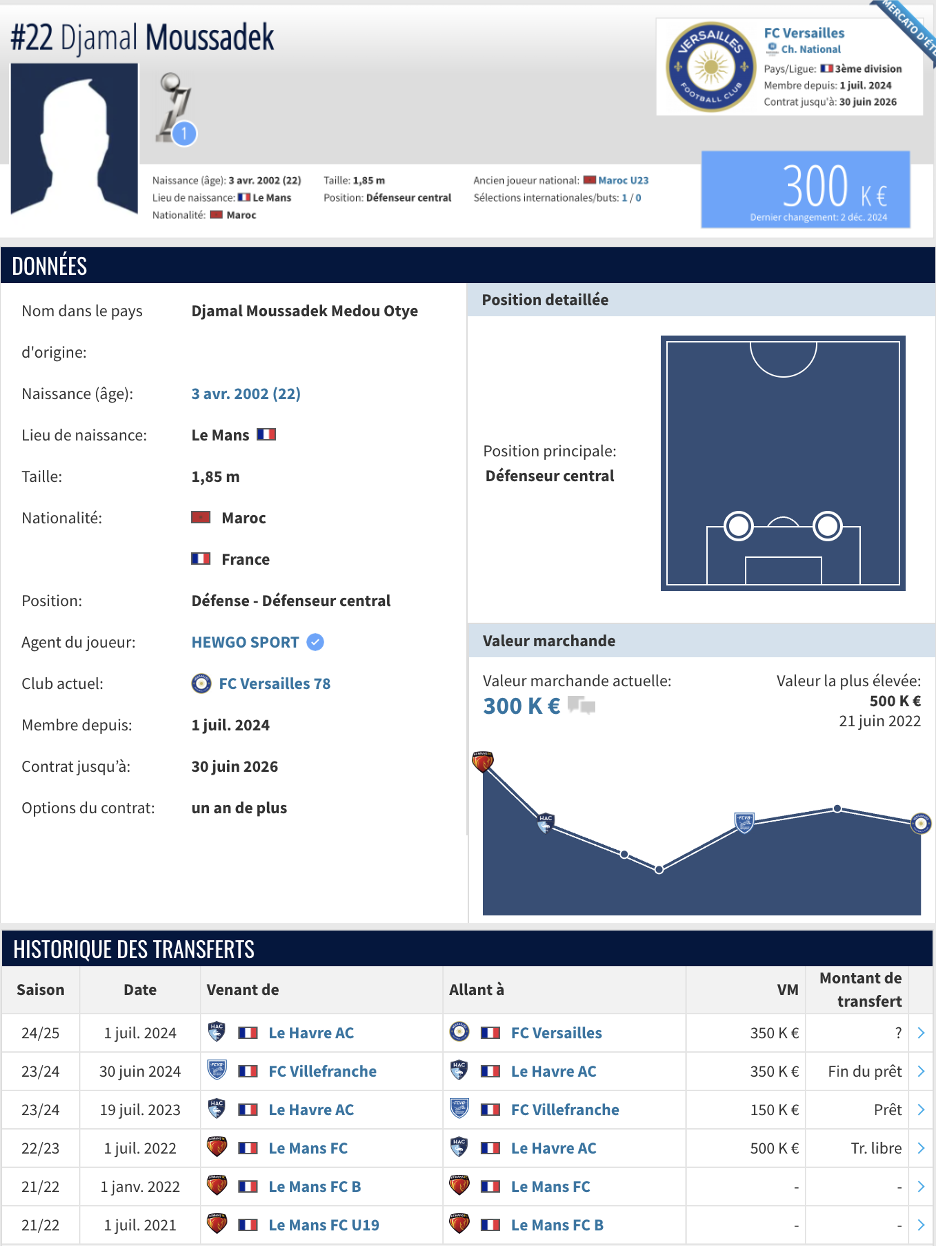 #22 Djamal Moussadek
MERCATO D'ÉTÉ
VERSAILLES
FOOTBALL CLUB
FC Versailles
Ch. National
Pays/Ligue: 3ème division
Membre depuis: 1 juil. 2024
Contrat jusqu'à: 30 juin 2026
1
Naissance (âge): 3 avr. 2002 (22)
Lieu de naissance: Le Mans
Nationalité: Maroc
Taille: 1,85 m
Position: Défenseur central
Ancien joueur national: Maroc U23
Sélections internationales/buts: 1 / 0
300 K €
Dernier changement: 2 déc. 2024
DONNÉES
Nom dans le pays d'origine: Djamal Moussadek Medou Otye
Naissance (âge): 3 avr. 2002 (22)
Lieu de naissance: Le Mans
Taille: 1,85 m
Nationalité: Maroc
France
Position: Défense - Défenseur central
Agent du joueur: HEWGO SPORT
Club actuel: FC Versailles 78
Membre depuis: 1 juil. 2024
Contrat jusqu'à: 30 juin 2026
Options du contrat: un an de plus
Position detaillée
Position principale:
Défenseur central
Valeur marchande
Valeur marchande actuelle:
300 K €
Valeur la plus élevée:
500 K €
21 juin 2022
HAC
HISTORIQUE DES TRANSFERTS
Saison Date Venant de Allant à VM Montant de transfert
24/25 1 juil. 2024 Le Havre AC FC Versailles 350 K € ?
23/24 30 juin 2024 FC Villefranche Le Havre AC 350 K € Fin du prêt
23/24 19 juil. 2023 Le Havre AC FC Villefranche 150 K € Prêt
22/23 1 juil. 2022 Le Mans FC Le Havre AC 500 K € Tr. libre
21/22 1 janv. 2022 Le Mans FC B Le Mans FC - -
21/22 1 juil. 2021 Le Mans FC U19 Le Mans FC B - -